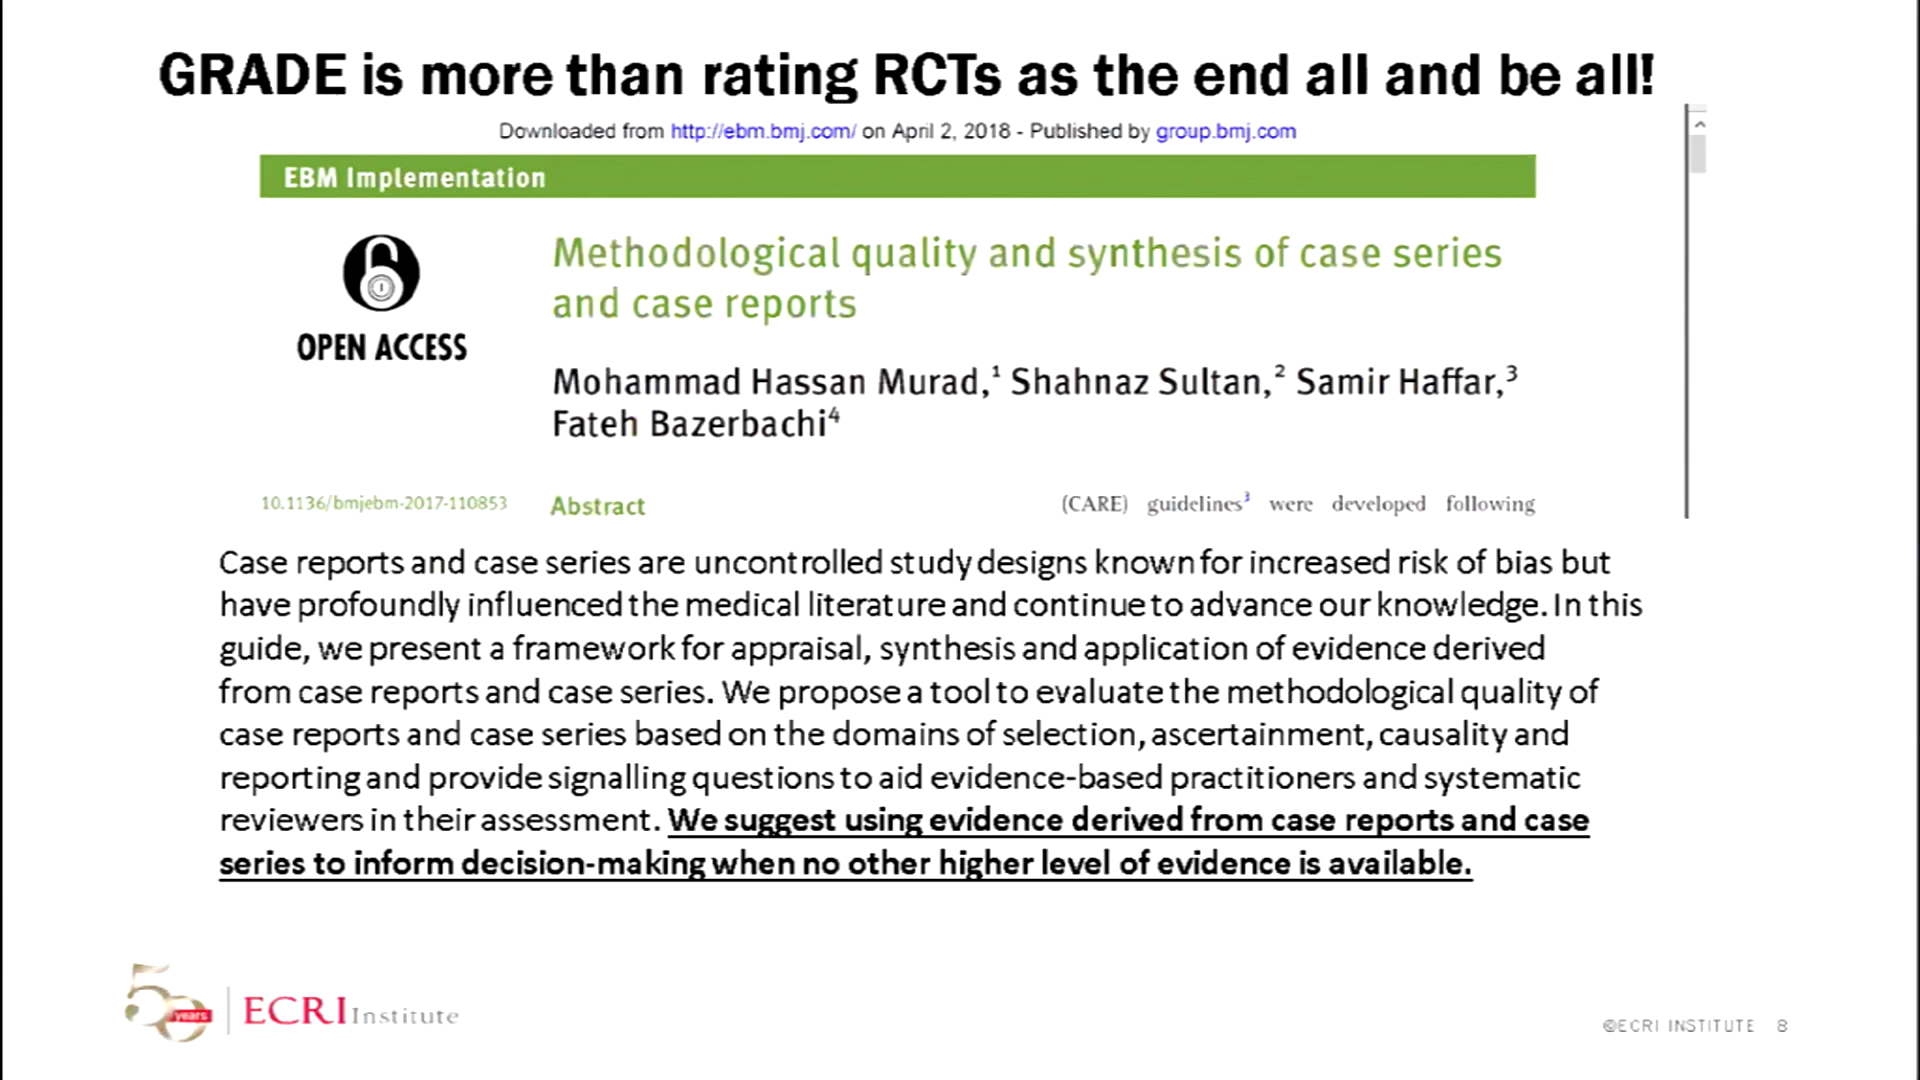 GRADE is more than rating RCTs as the end all and be all!
Downloaded from http://ebm.bmj.com/ on April 2, 2018 - Published by group.bmj.com
EBM Implementation
OPEN ACCESS
Methodological quality and synthesis of case series
and case reports
Mohammad Hassan Murad,¹ Shahnaz Sultan,² Samir Haffar,³
Fateh Bazerbachi⁴
10.1136/bmjebm-2017-110853
Abstract
(CARE) guidelines³ were developed following
Case reports and case series are uncontrolled study designs known for increased risk of bias but
have profoundly influenced the medical literature and continue to advance our knowledge. In this
guide, we present a framework for appraisal, synthesis and application of evidence derived
from case reports and case series. We propose a tool to evaluate the methodological quality of
case reports and case series based on the domains of selection, ascertainment, causality and
reporting and provide signalling questions to aid evidence-based practitioners and systematic
reviewers in their assessment. We suggest using evidence derived from case reports and case
series to inform decision-making when no other higher level of evidence is available.
50 years
ECRI Institute
©ECRI INSTITUTE 8